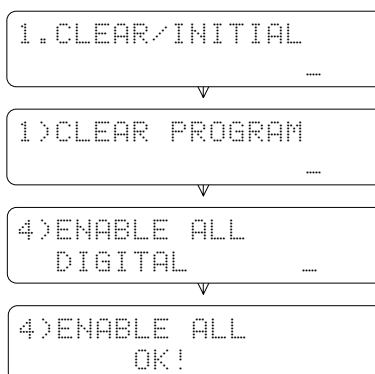 1.CLEAR/INITIAL
1)CLEAR PROGRAM
4)ENABLE ALL
DIGITAL
4)ENABLE ALL
OK!